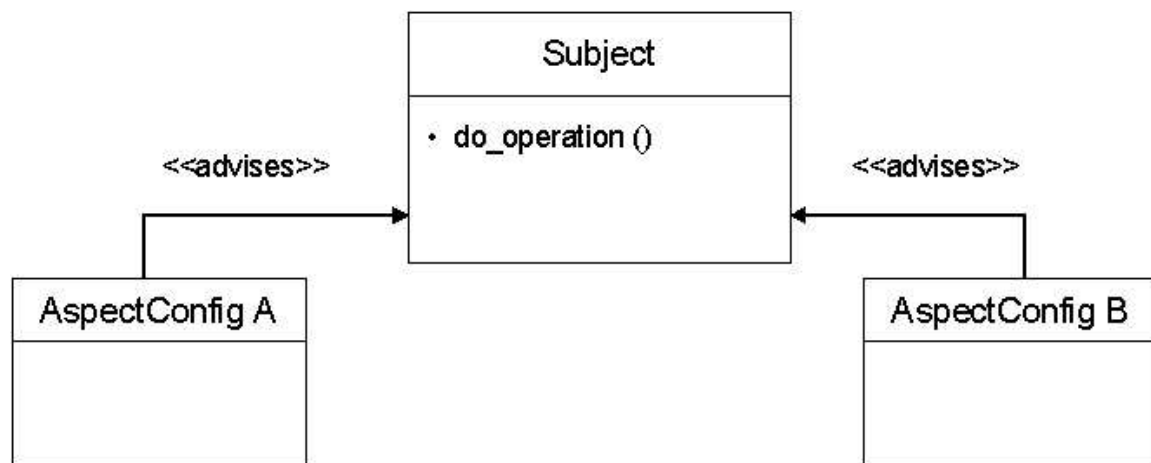 Subject
• do_operation ()
<<advises>>
<<advises>>
AspectConfig A
AspectConfig B